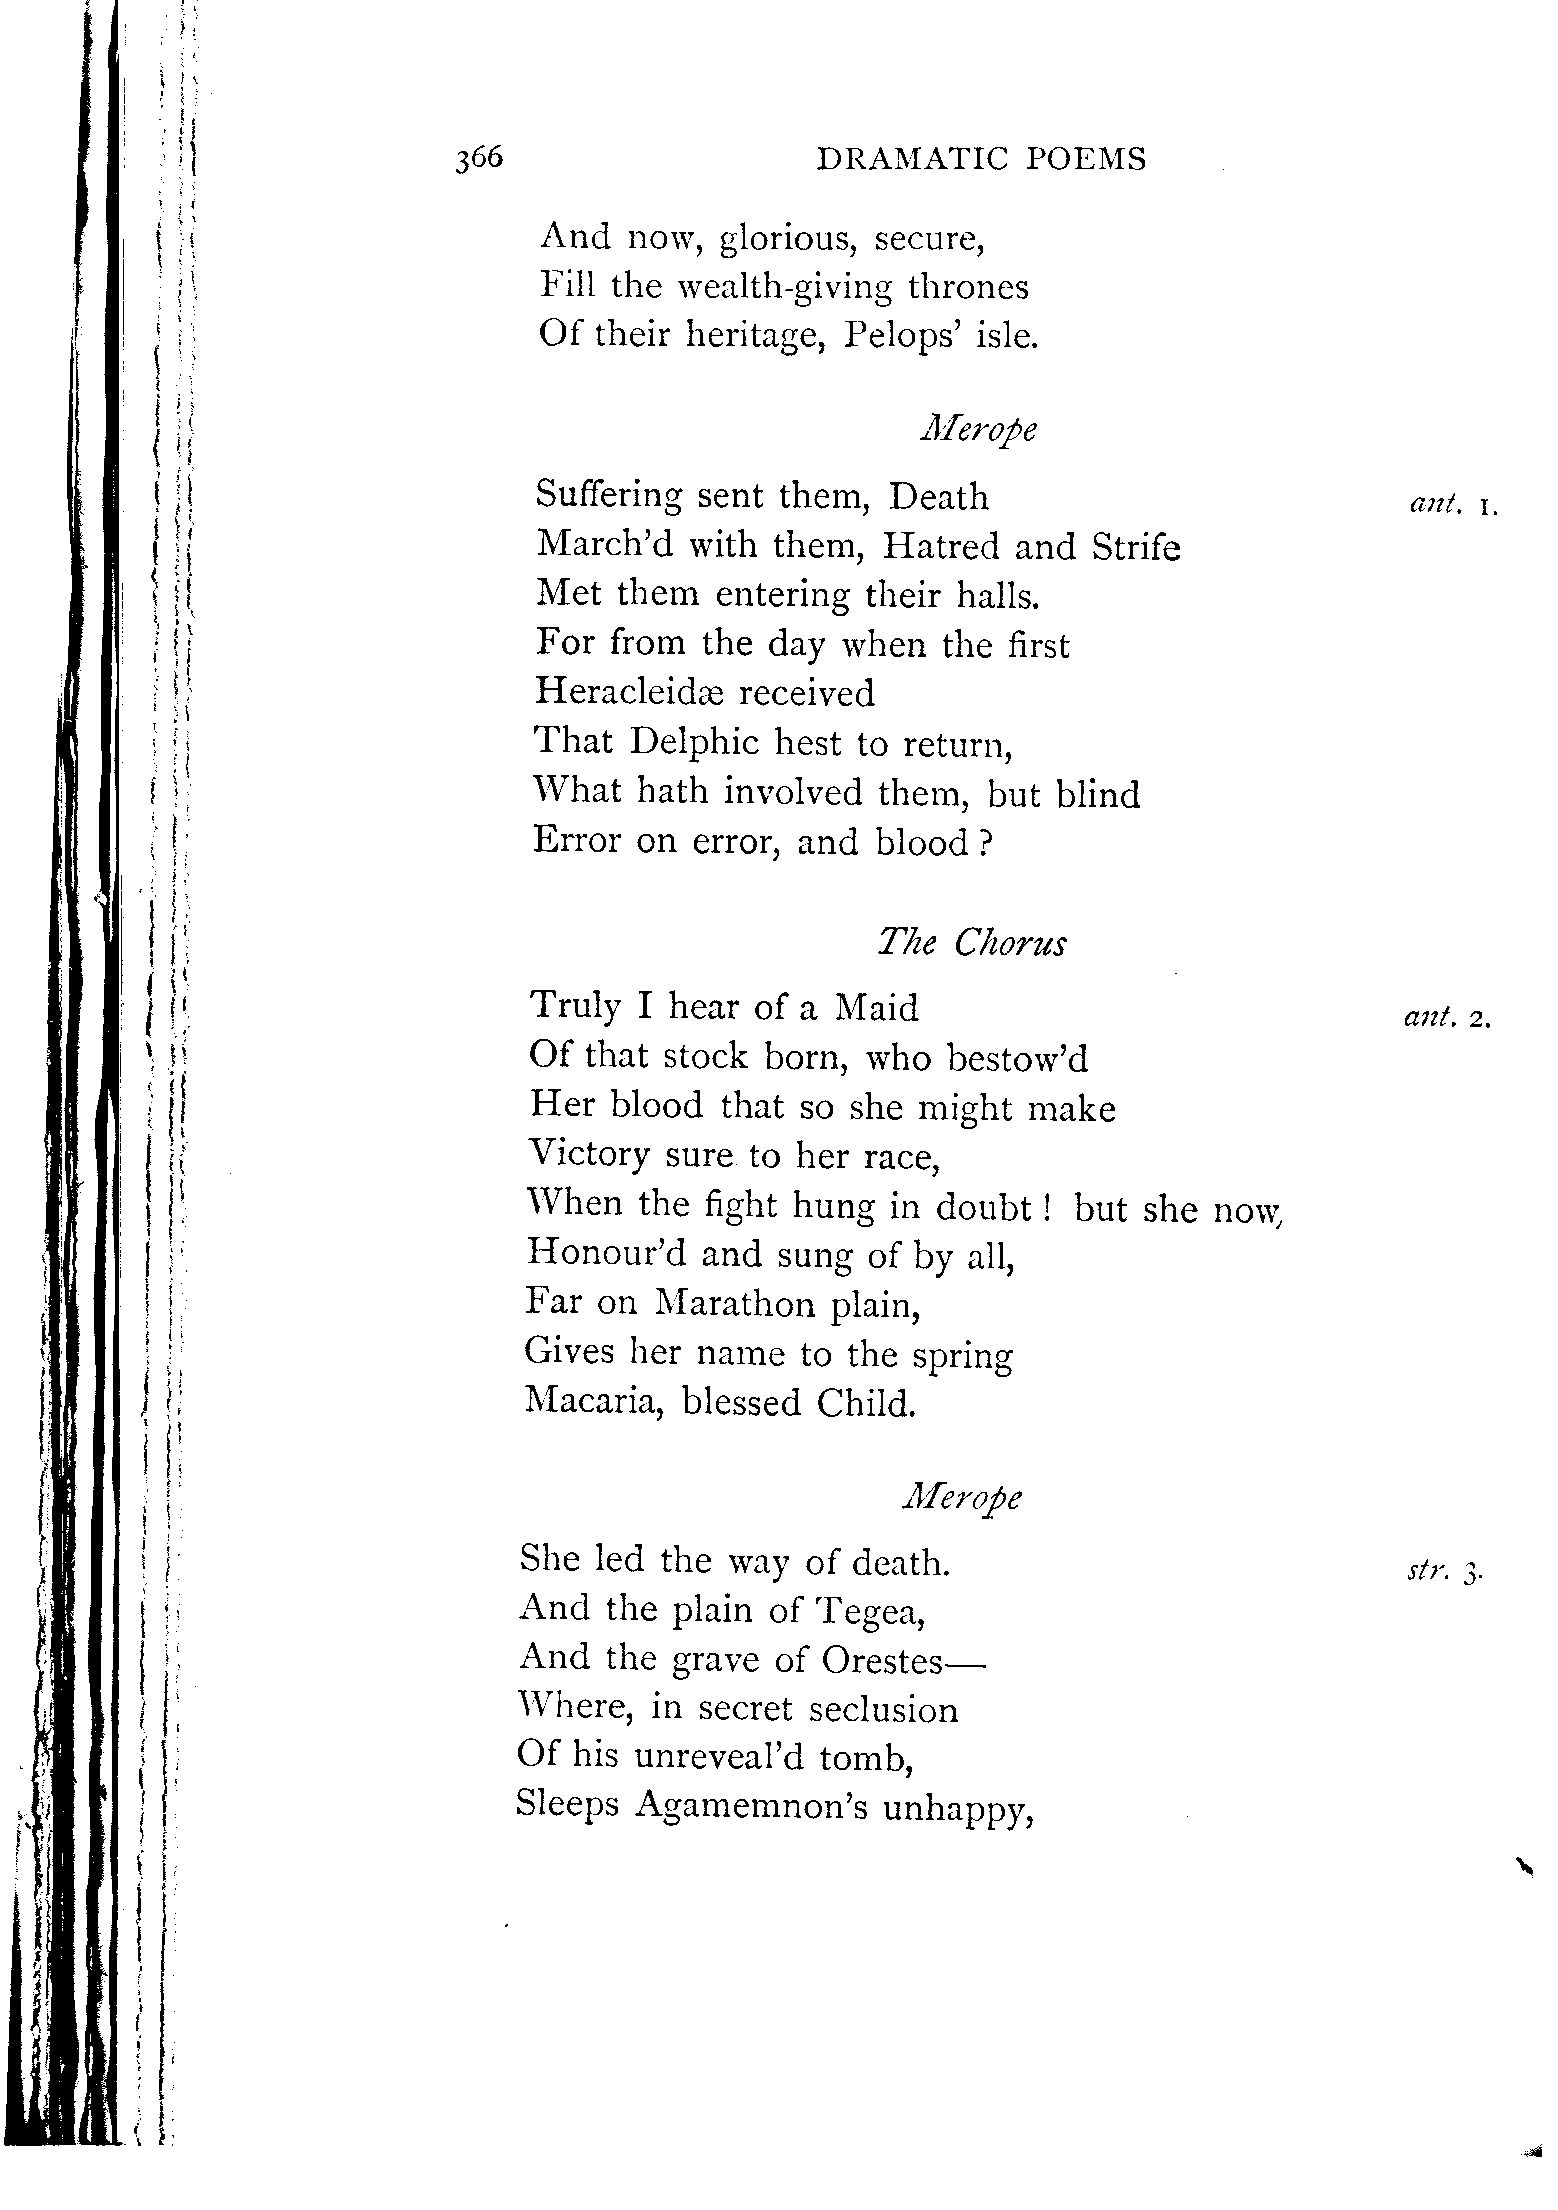 366 DRAMATIC POEMS
And now, glorious, secure,
Fill the wealth-giving thrones
Of their heritage, Pelops’ isle.
Merope
Suffering sent them, Death ant. 1.
March’d with them, Hatred and Strife
Met them entering their halls.
For from the day when the first
Heracleidæ received
That Delphic hest to return,
What hath involved them, but blind
Error on error, and blood ?
The Chorus
Truly I hear of a Maid ant. 2.
Of that stock born, who bestow’d
Her blood that so she might make
Victory sure to her race,
When the fight hung in doubt ! but she now,
Honour’d and sung of by all,
Far on Marathon plain,
Gives her name to the spring
Macaria, blessed Child.
Merope
She led the way of death. str. 3.
And the plain of Tegea,
And the grave of Orestes—
Where, in secret seclusion
Of his unreveal’d tomb,
Sleeps Agamemnon’s unhappy,